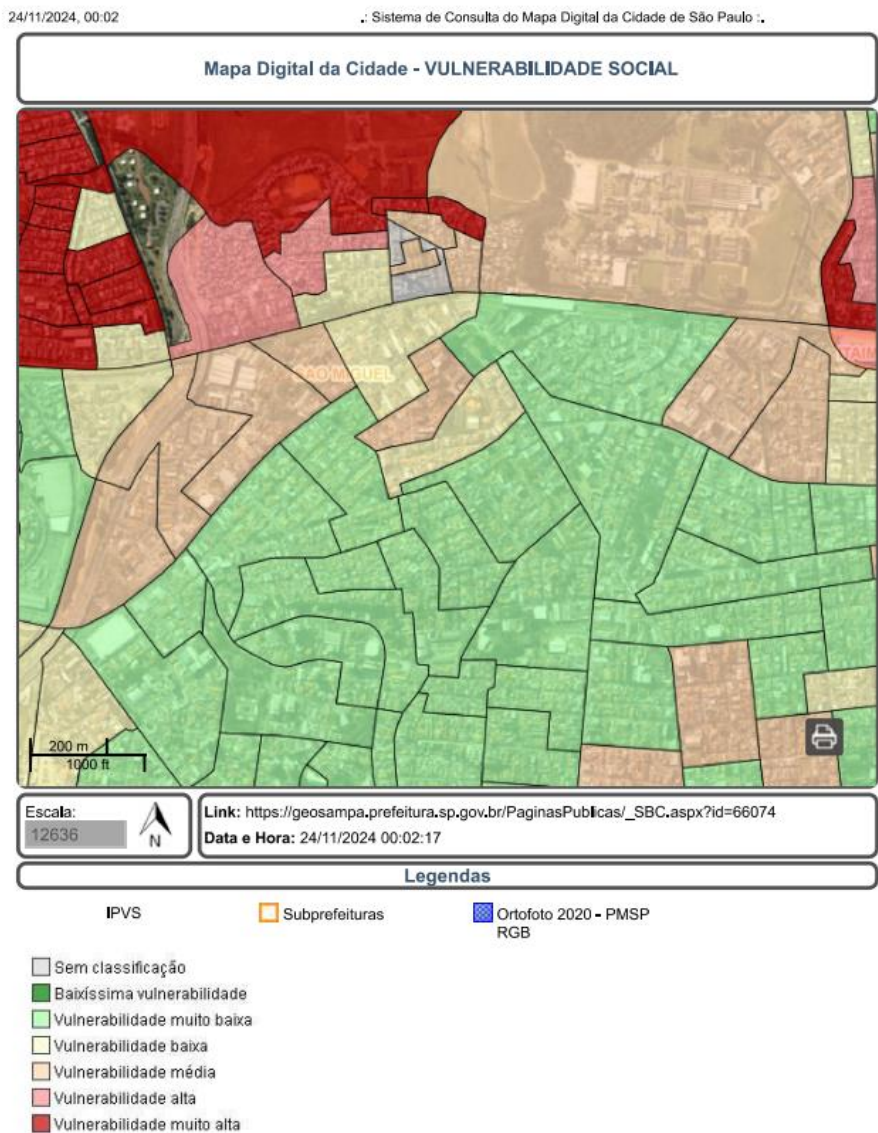 24/11/2024, 00:02
.: Sistema de Consulta do Mapa Digital da Cidade de São Paulo :.
Mapa Digital da Cidade - VULNERABILIDADE SOCIAL
SAO MIGUEL
ITAIM
200 m
1000 ft
Escala:
12636
N
Link: https://geosampa.prefeitura.sp.gov.br/PaginasPublicas/_SBC.aspx?id=66074
Data e Hora: 24/11/2024 00:02:17
Legendas
IPVS
Subprefeituras
Ortofoto 2020 - PMSP
RGB
Sem classificação
Baixíssima vulnerabilidade
Vulnerabilidade muito baixa
Vulnerabilidade baixa
Vulnerabilidade média
Vulnerabilidade alta
Vulnerabilidade muito alta